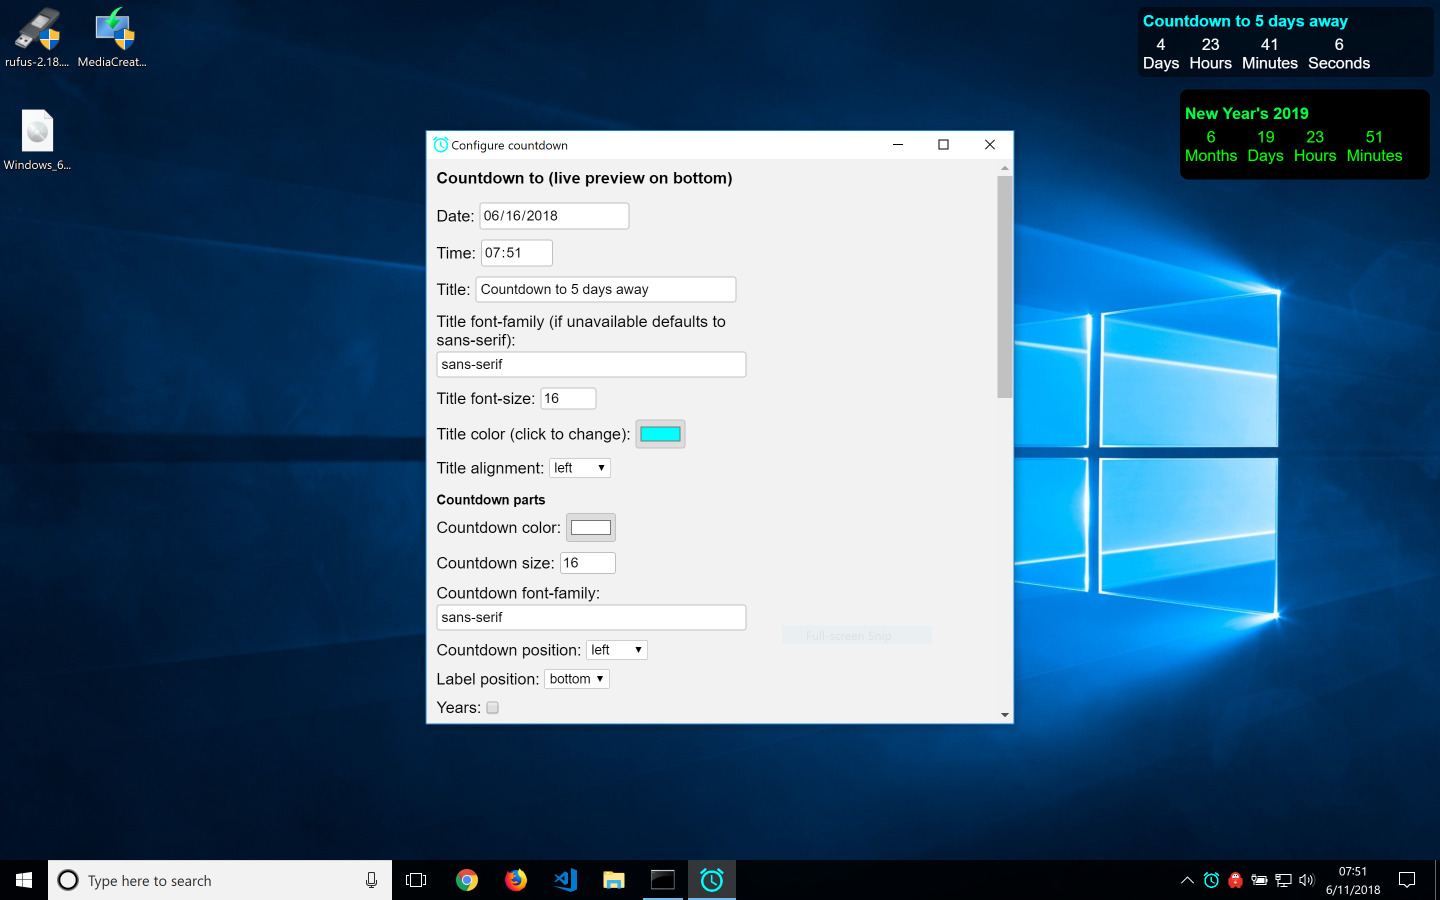 rufus-2.18....
MediaCreat...
Windows_6...
Countdown to 5 days away
4 23 41 6
Days Hours Minutes Seconds
New Year's 2019
6 19 23 51
Months Days Hours Minutes
Configure countdown
Countdown to (live preview on bottom)
Date: 06/16/2018
Time: 07:51
Title: Countdown to 5 days away
Title font-family (if unavailable defaults to
sans-serif):
sans-serif
Title font-size: 16
Title color (click to change):
Title alignment: left
Countdown parts
Countdown color:
Countdown size: 16
Countdown font-family:
sans-serif
Countdown position: left
Label position: bottom
Years:
Full-screen Snip
Type here to search
07:51
6/11/2018